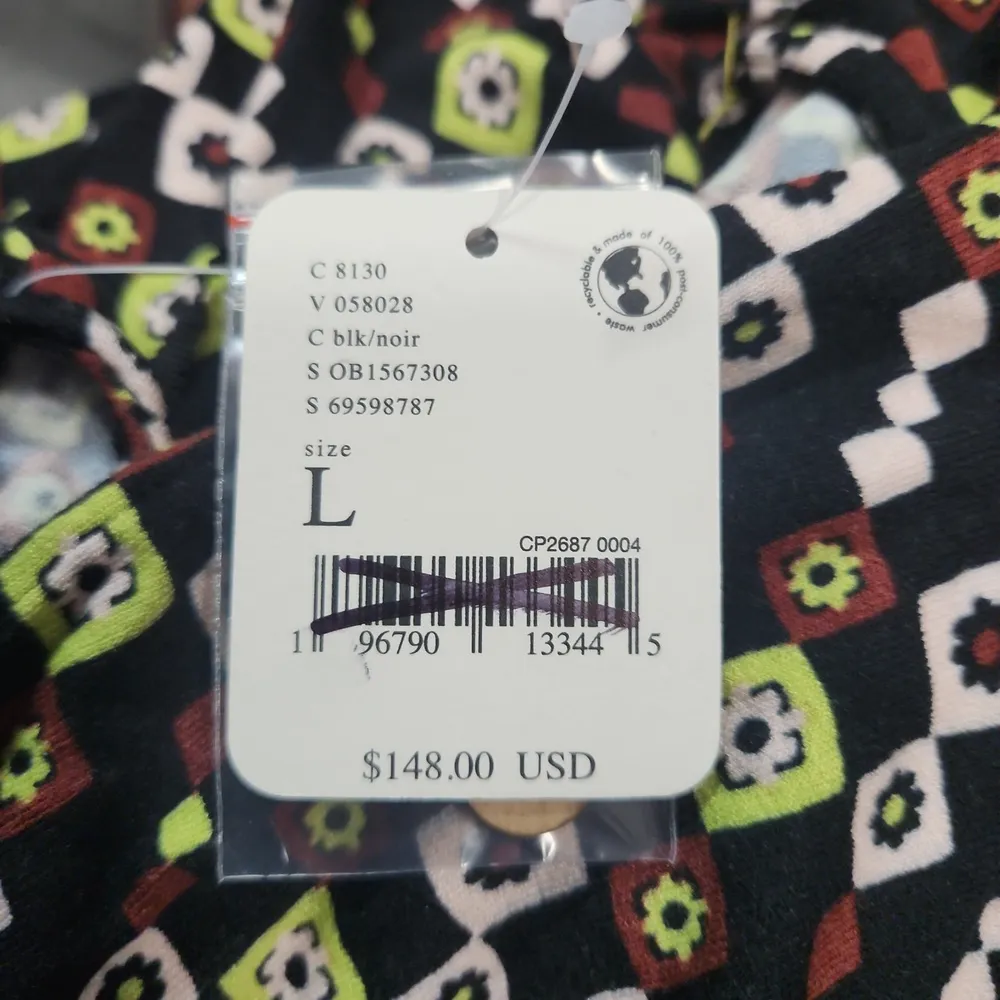 C 8130
V 058028
C blk/noir
S OB1567308
S 69598787
recyclable & made of 100% post-consumer waste •
size
L
CP2687 0004
1 96790 13344 5
$148.00 USD